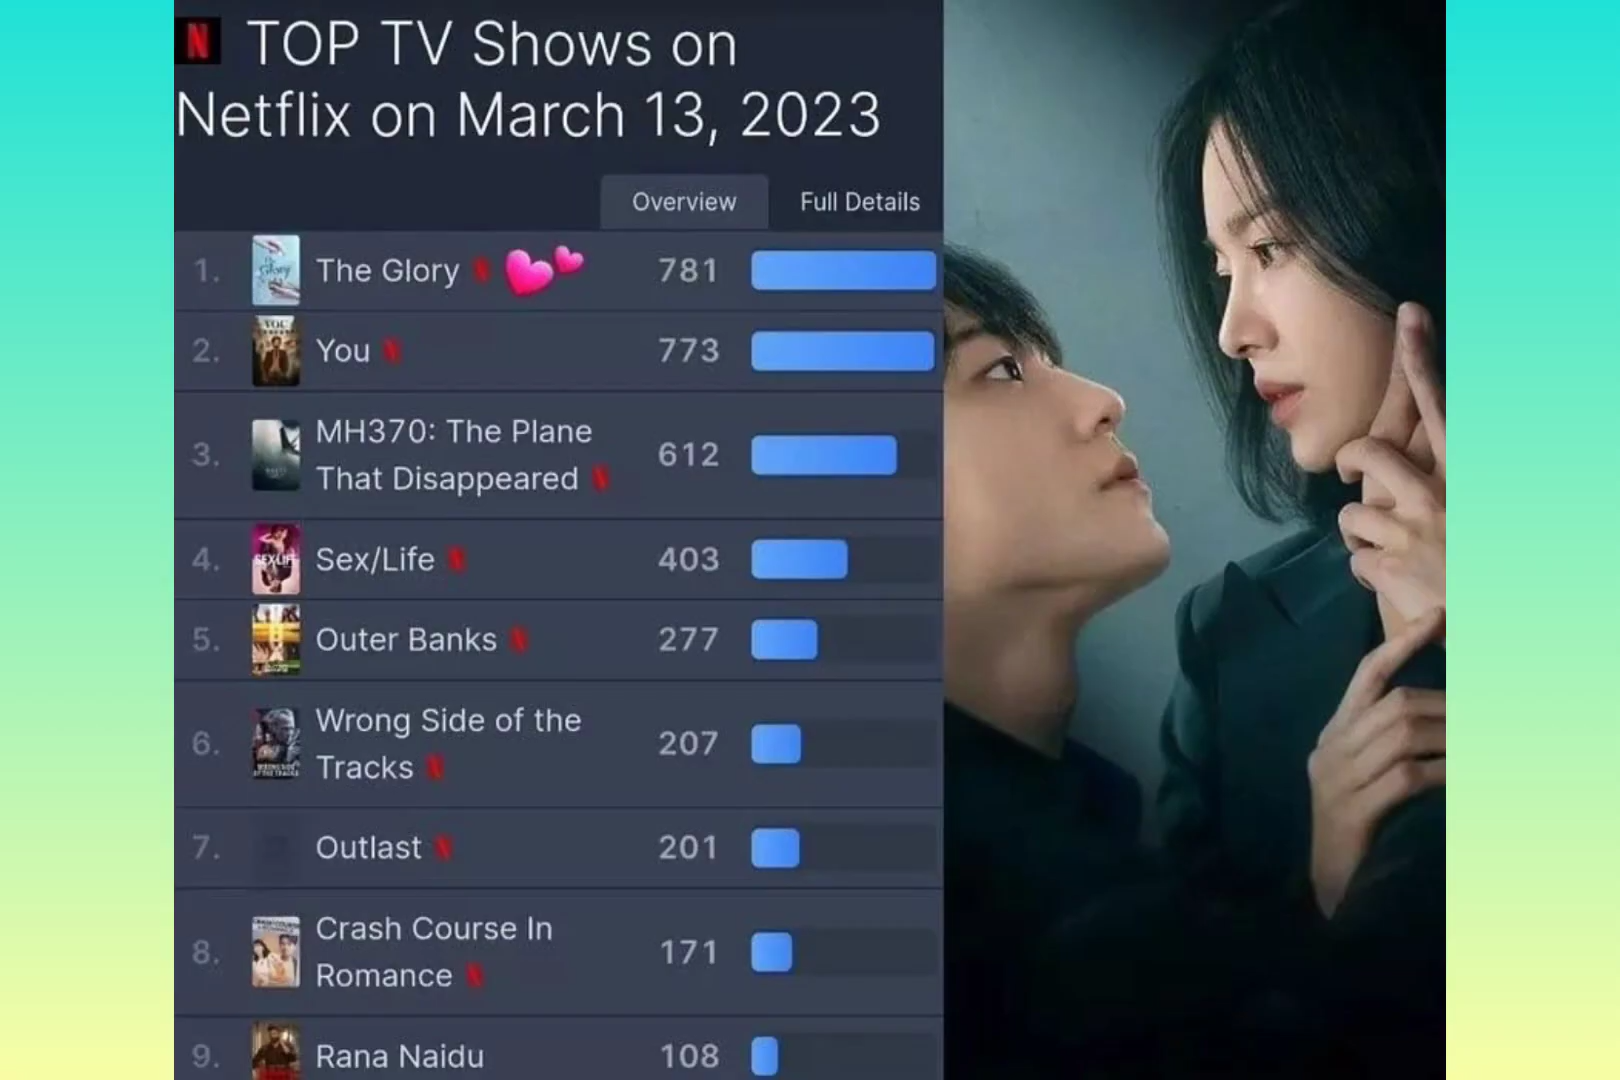 N TOP TV Shows on
Netflix on March 13, 2023
Overview Full Details
1. The Glory 781
2. You 773
3. MH370: The Plane
That Disappeared 612
4. Sex/Life 403
5. Outer Banks 277
6. Wrong Side of the
Tracks 207
7. Outlast 201
8. Crash Course In
Romance 171
9. Rana Naidu 108